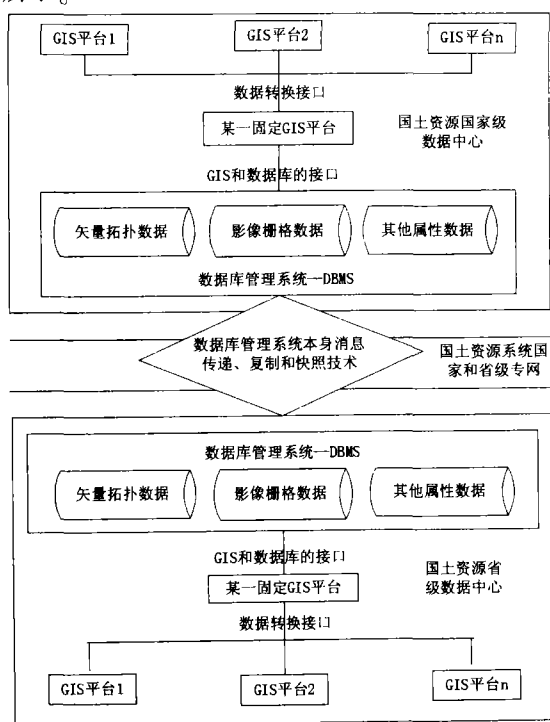 GIS平台1 GIS平台2 GIS平台n
数据转换接口
某一固定GIS平台
国土资源国家级
数据中心
GIS和数据库的接口
矢量拓扑数据 影像栅格数据 其他属性数据
数据库管理系统—DBMS
数据库管理系统本身消息
传递、复制和快照技术
国土资源系统国
家和省级专网
数据库管理系统—DBMS
矢量拓扑数据 影像栅格数据 其他属性数据
GIS和数据库的接口
某一固定GIS平台
国土资源省
级数据中心
数据转换接口
GIS平台1 GIS平台2 GIS平台n